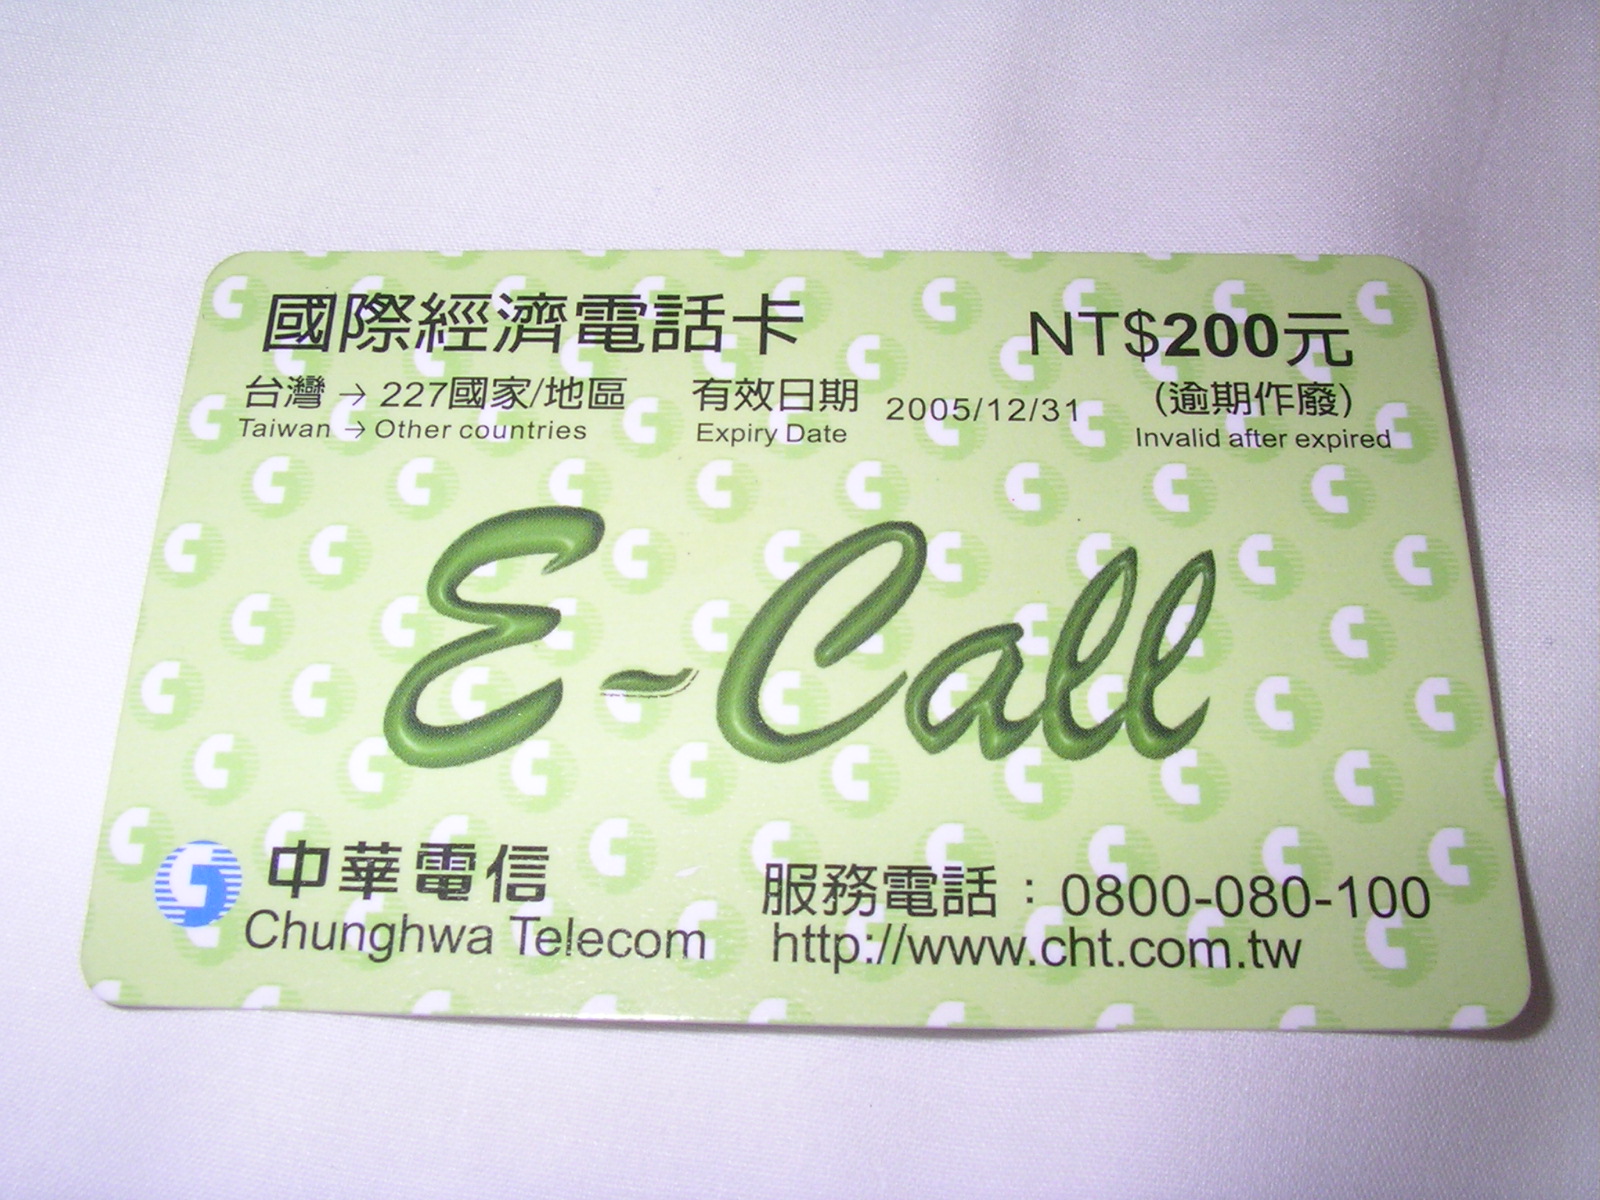 國際經濟電話卡
NT$200元
台灣 → 227國家/地區
有效日期 2005/12/31 (逾期作廢)
Taiwan → Other countries
Expiry Date
Invalid after expired
E-Call
中華電信
Chunghwa Telecom
服務電話：0800-080-100
http://www.cht.com.tw